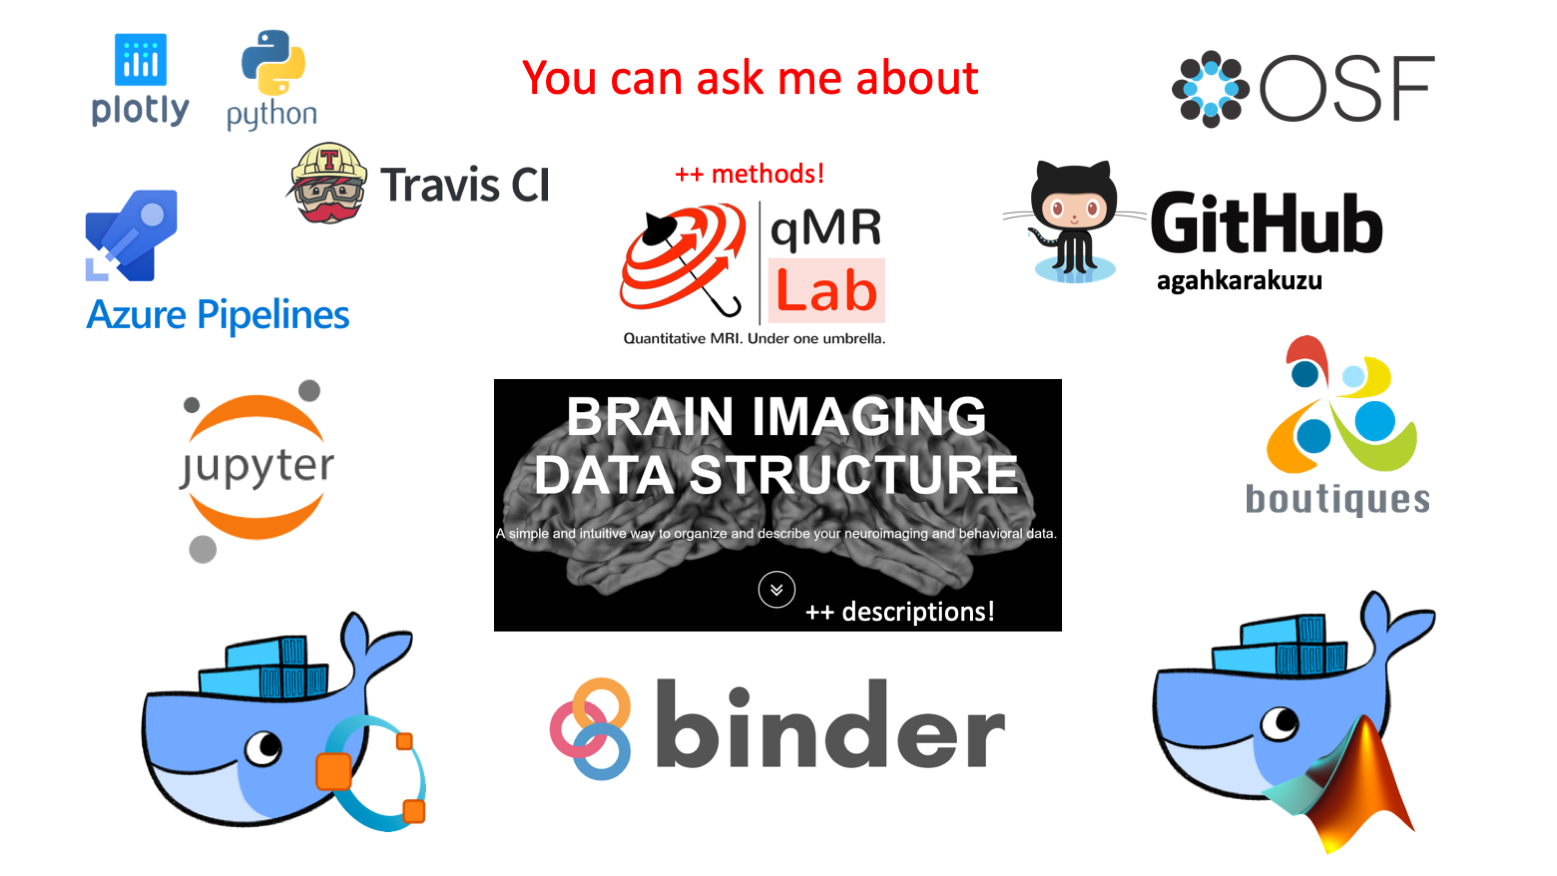 plotly
python
You can ask me about
OSF
Travis CI
T
++ methods!
qMR
Lab
Quantitative MRI. Under one umbrella.
GitHub
agahkarakuzu
Azure Pipelines
jupyter
BRAIN IMAGING
DATA STRUCTURE
A simple and intuitive way to organize and describe your neuroimaging and behavioral data.
++ descriptions!
boutiques
binder